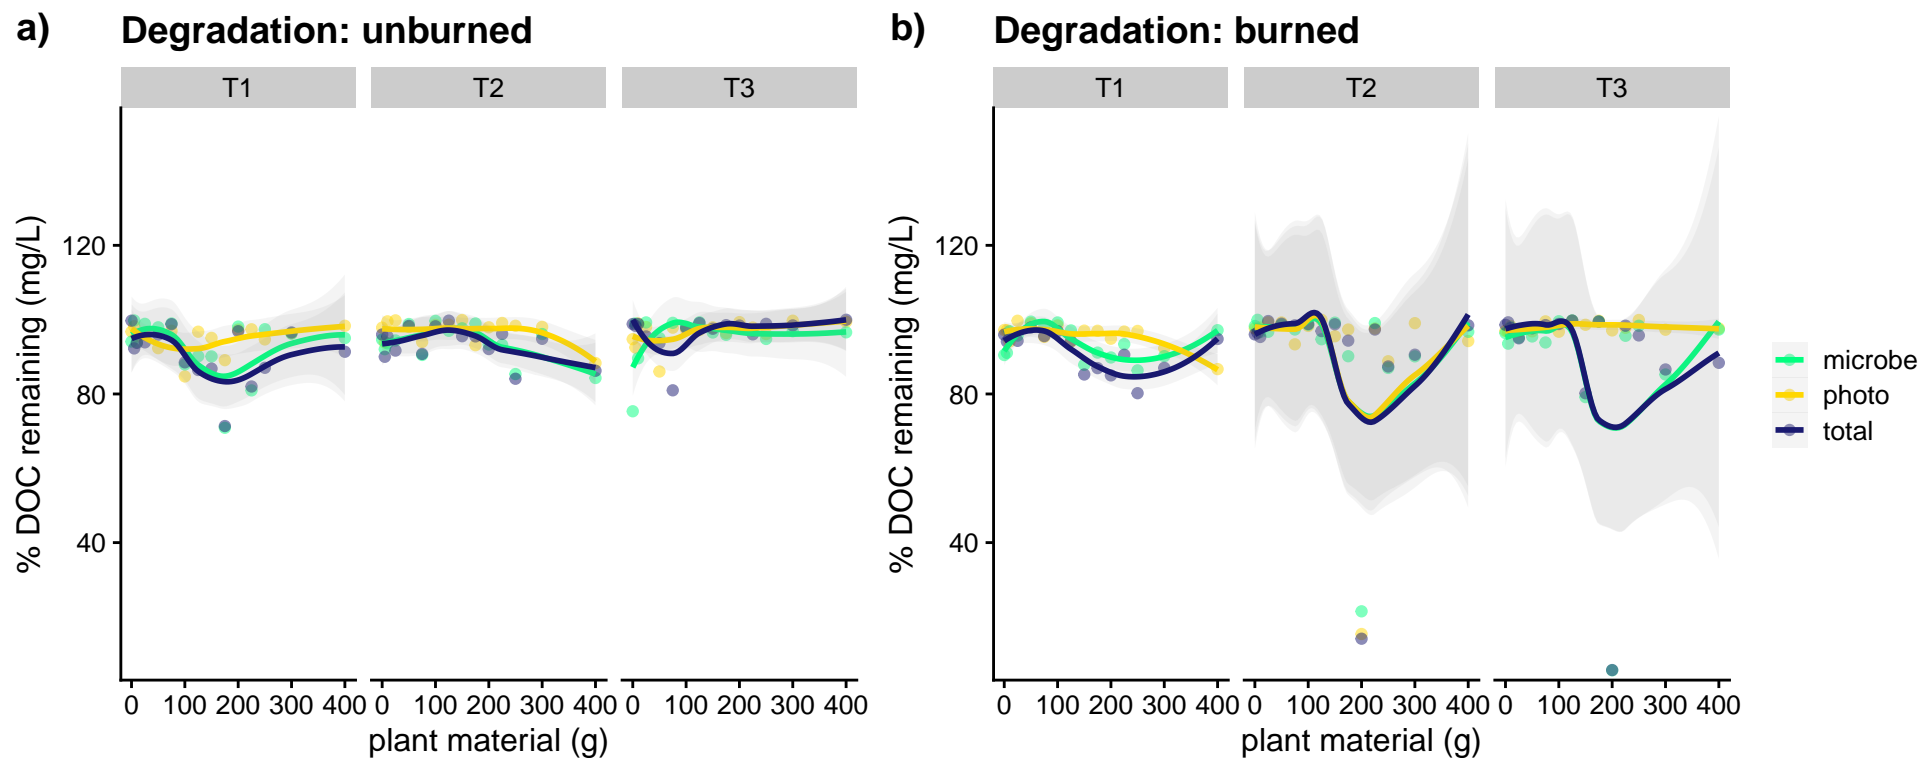 a) Degradation: unburned
T1 T2 T3
% DOC remaining (mg/L)
120
80
40
0 100 200 300 400 0 100 200 300 400 0 100 200 300 400
plant material (g)
b) Degradation: burned
T1 T2 T3
% DOC remaining (mg/L)
120
80
40
0 100 200 300 400 0 100 200 300 400 0 100 200 300 400
plant material (g)
microbe
photo
total